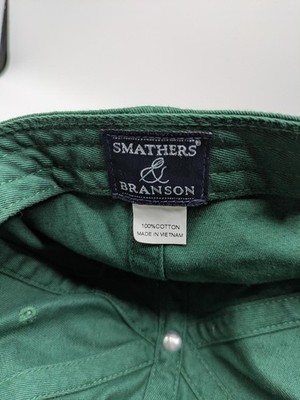 SMATHERS®
&
BRANSON
100%COTTON
MADE IN VIETNAM